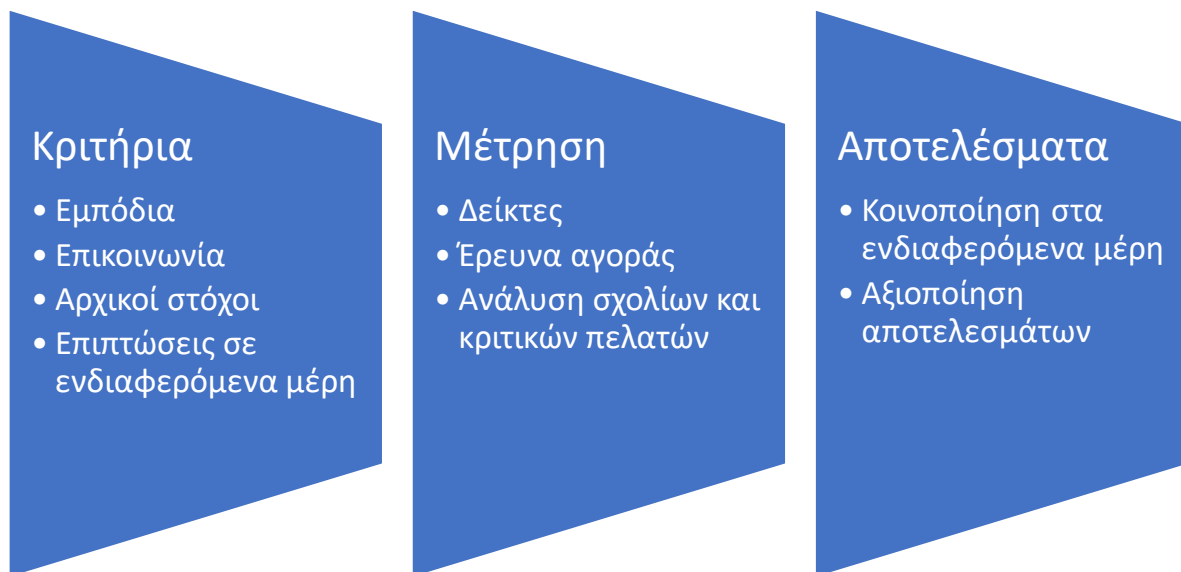 Κριτήρια
• Εμπόδια
• Επικοινωνία
• Αρχικοί στόχοι
• Επιπτώσεις σε
ενδιαφερόμενα μέρη
Μέτρηση
• Δείκτες
• Έρευνα αγοράς
• Ανάλυση σχολίων και
κριτικών πελατών
Αποτελέσματα
• Κοινοποίηση στα
ενδιαφερόμενα μέρη
• Αξιοποίηση
αποτελεσμάτων